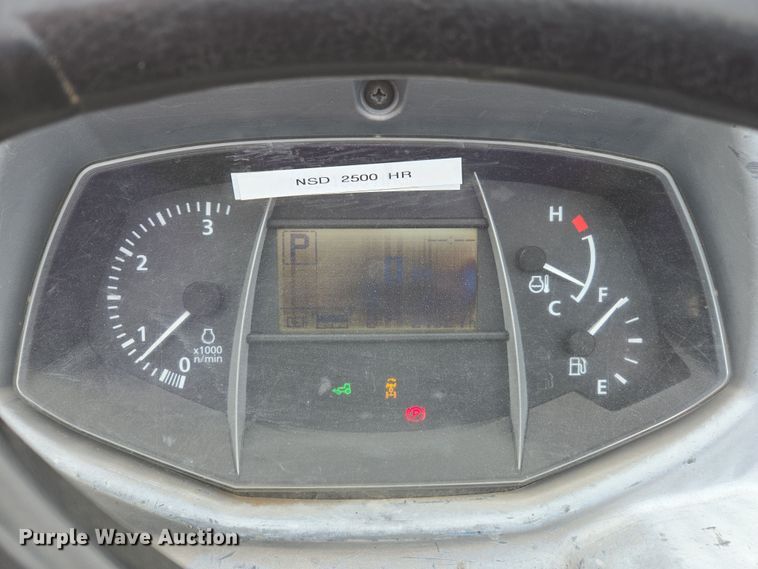 NSD 2500 HR
3
2
1
0
x1000
n/min
P
H
C
F
E
Purple Wave Auction